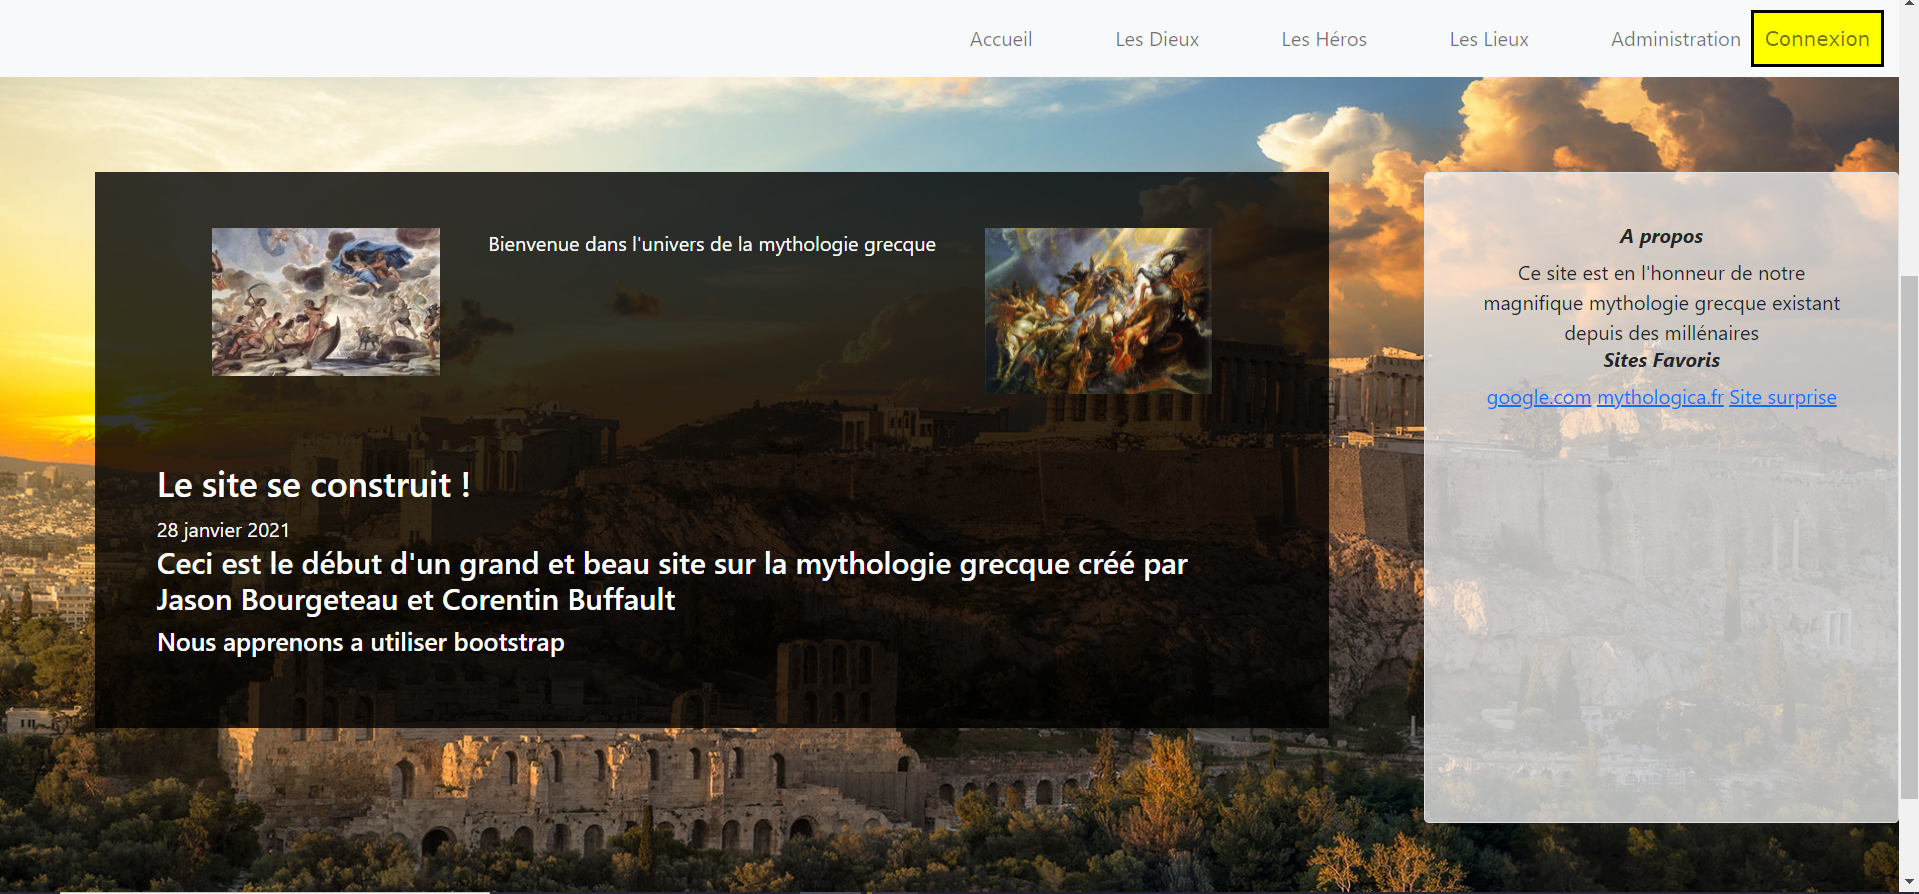 Accueil Les Dieux Les Héros Les Lieux Administration Connexion
Bienvenue dans l'univers de la mythologie grecque
Le site se construit !
28 janvier 2021
Ceci est le début d'un grand et beau site sur la mythologie grecque créé par
Jason Bourgeteau et Corentin Buffault
Nous apprenons a utiliser bootstrap
A propos
Ce site est en l'honneur de notre
magnifique mythologie grecque existant
depuis des millénaires
Sites Favoris
google.com mythologica.fr Site surprise